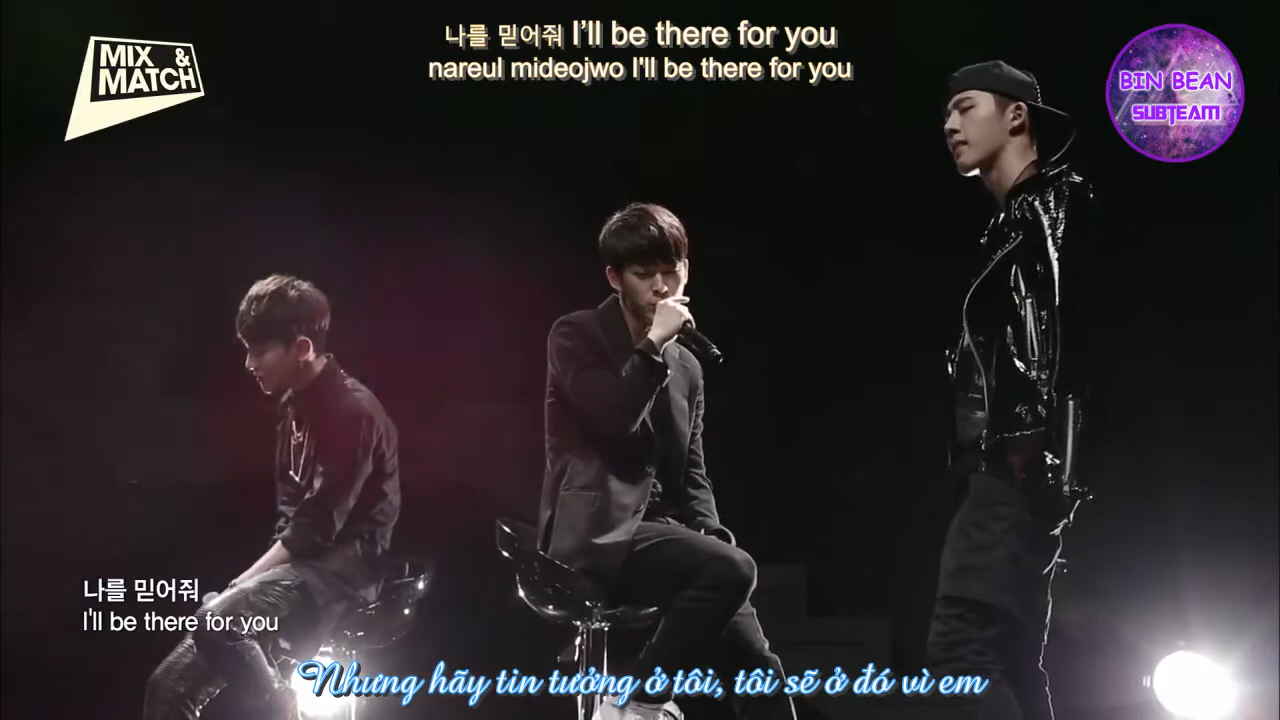 MIX &
MATCH
나를 믿어줘 I'll be there for you
nareul mideojwo I'll be there for you
BIN BEAN
SUBTEAM
나를 믿어줘
I'll be there for you
Nhưng hãy tin tưởng ở tôi, tôi sẽ ở đó vì em